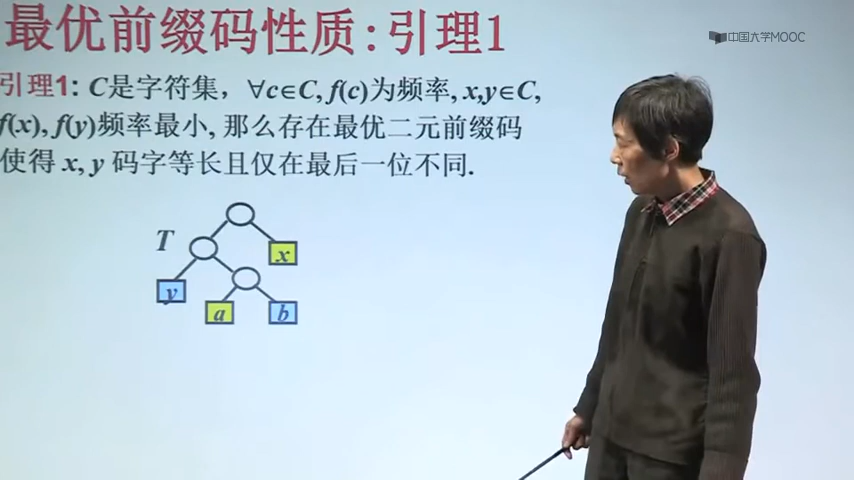 最优前缀码性质：引理1
中国大学MOOC
引理1: C是字符集，∀c∈C, f(c)为频率, x,y∈C,
f(x), f(y)频率最小, 那么存在最优二元前缀码
使得 x, y 码字等长且仅在最后一位不同.
T
x
y
a
b